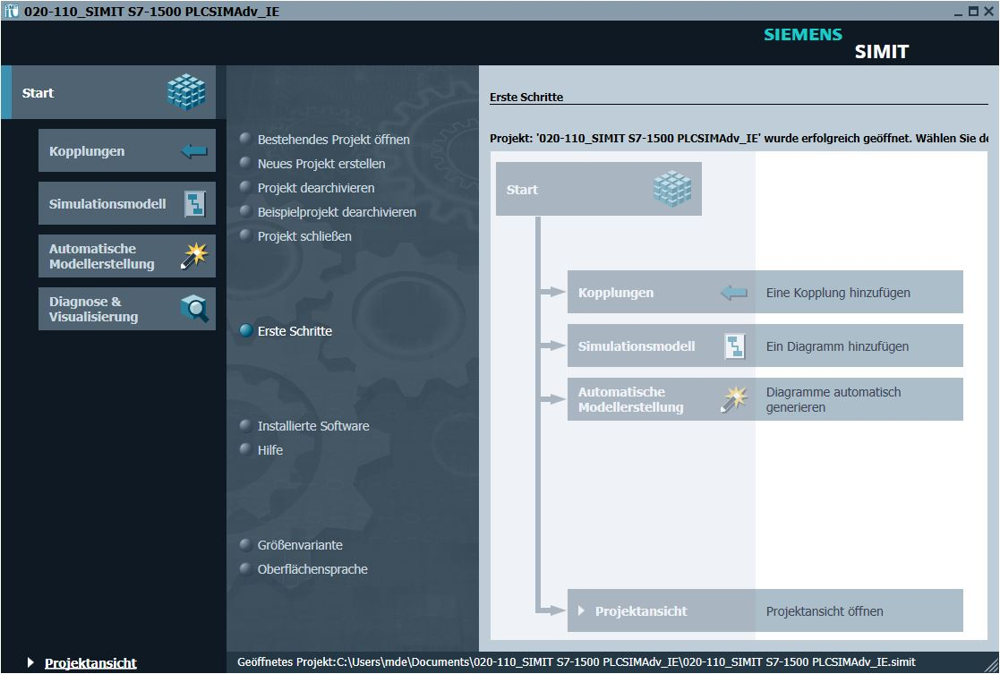 020-110_SIMIT S7-1500 PLCSIMAdv_IE
SIEMENS
SIMIT
Start
Kopplungen
Simulationsmodell
Automatische
Modellerstellung
Diagnose &
Visualisierung
Projektansicht
Bestehendes Projekt öffnen
Neues Projekt erstellen
Projekt dearchivieren
Beispielprojekt dearchivieren
Projekt schließen
Erste Schritte
Installierte Software
Hilfe
Größenvariante
Oberflächensprache
Erste Schritte
Projekt: '020-110_SIMIT S7-1500 PLCSIMAdv_IE' wurde erfolgreich geöffnet. Wählen Sie de
Start
Kopplungen
Eine Kopplung hinzufügen
Simulationsmodell
Ein Diagramm hinzufügen
Automatische
Modellerstellung
Diagramme automatisch
generieren
Projektansicht
Projektansicht öffnen
Geöffnetes Projekt:C:\Users\mde\Documents\020-110_SIMIT S7-1500 PLCSIMAdv_IE\020-110_SIMIT S7-1500 PLCSIMAdv_IE.simit